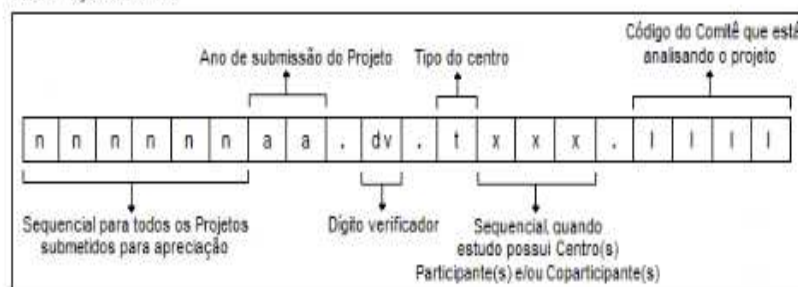 Código do Comitê que está
Ano de submissão do Projeto Tipo do centro analisando o projeto
n n n n n n a a . dv . t x x x . l l l l
Sequencial para todos os Projetos
submetidos para apreciação
Dígito verificador
Sequencial, quando
estudo possui Centro(s)
Participante(s) e/ou Coparticipante(s)